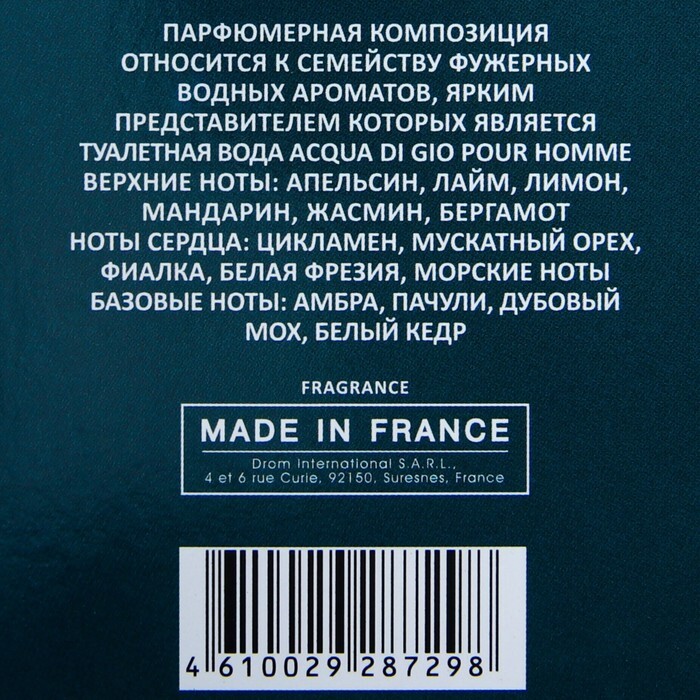 ПАРФЮМЕРНАЯ КОМПОЗИЦИЯ
ОТНОСИТСЯ К СЕМЕЙСТВУ ФУЖЕРНЫХ
ВОДНЫХ АРОМАТОВ, ЯРКИМ
ПРЕДСТАВИТЕЛЕМ КОТОРЫХ ЯВЛЯЕТСЯ
ТУАЛЕТНАЯ ВОДА ACQUA DI GIO POUR HOMME
ВЕРХНИЕ НОТЫ: АПЕЛЬСИН, ЛАЙМ, ЛИМОН,
МАНДАРИН, ЖАСМИН, БЕРГАМОТ
НОТЫ СЕРДЦА: ЦИКЛАМЕН, МУСКАТНЫЙ ОРЕХ,
ФИАЛКА, БЕЛАЯ ФРЕЗИЯ, МОРСКИЕ НОТЫ
БАЗОВЫЕ НОТЫ: АМБРА, ПАЧУЛИ, ДУБОВЫЙ
МОХ, БЕЛЫЙ КЕДР
FRAGRANCE
MADE IN FRANCE
Drom international S.A.R.L.,
4 et 6 rue Curie, 92150, Suresnes, France
4 610029 287298